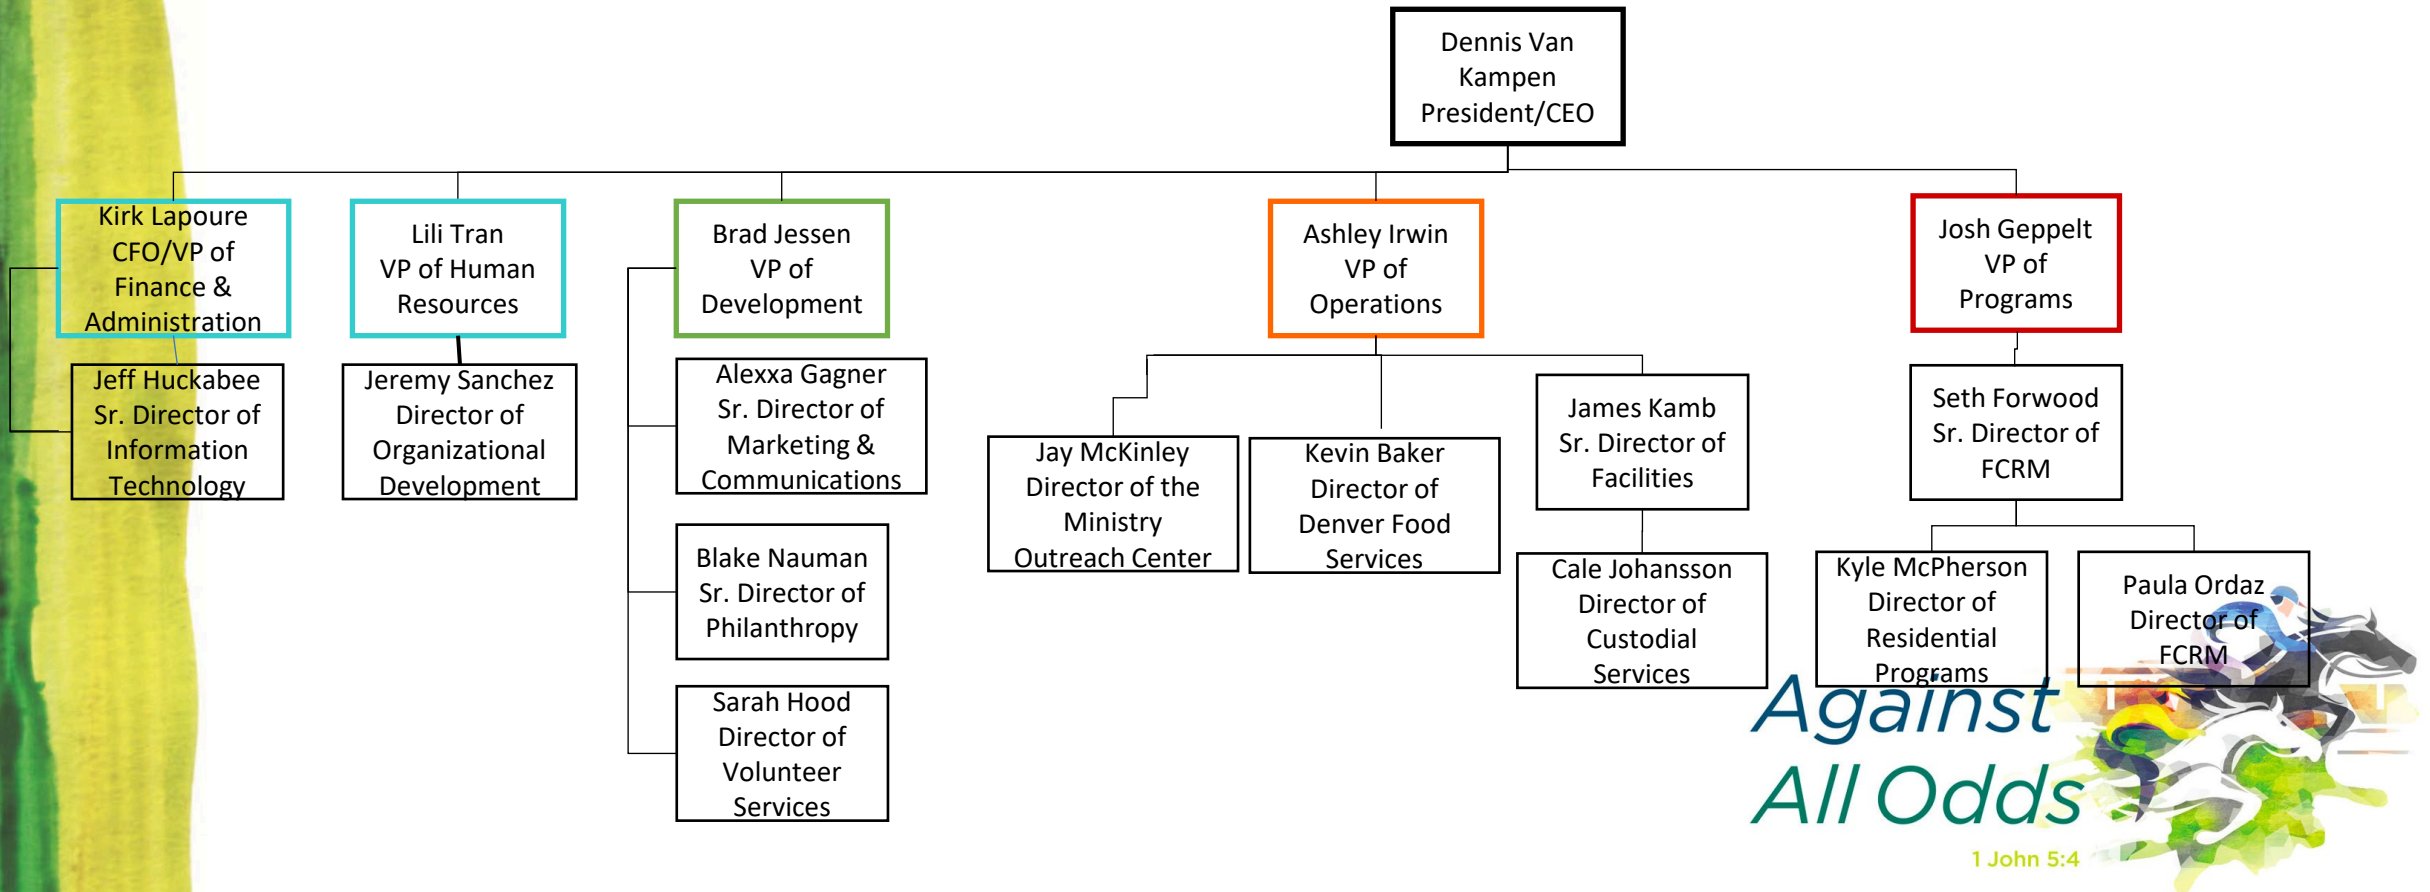 Dennis Van
Kampen
President/CEO
Kirk Lapoure
CFO/VP of
Finance &
Administration
Lili Tran
VP of Human
Resources
Brad Jessen
VP of
Development
Ashley Irwin
VP of
Operations
Josh Geppelt
VP of
Programs
Jeff Huckabee
Sr. Director of
Information
Technology
Jeremy Sanchez
Director of
Organizational
Development
Alexxa Gagner
Sr. Director of
Marketing &
Communications
Blake Nauman
Sr. Director of
Philanthropy
Sarah Hood
Director of
Volunteer
Services
Jay McKinley
Director of the
Ministry
Outreach Center
Kevin Baker
Director of
Denver Food
Services
James Kamb
Sr. Director of
Facilities
Cale Johansson
Director of
Custodial
Services
Seth Forwood
Sr. Director of
FCRM
Kyle McPherson
Director of
Residential
Programs
Paula Ordaz
Director of
FCRM
Against
All Odds
1 John 5:4